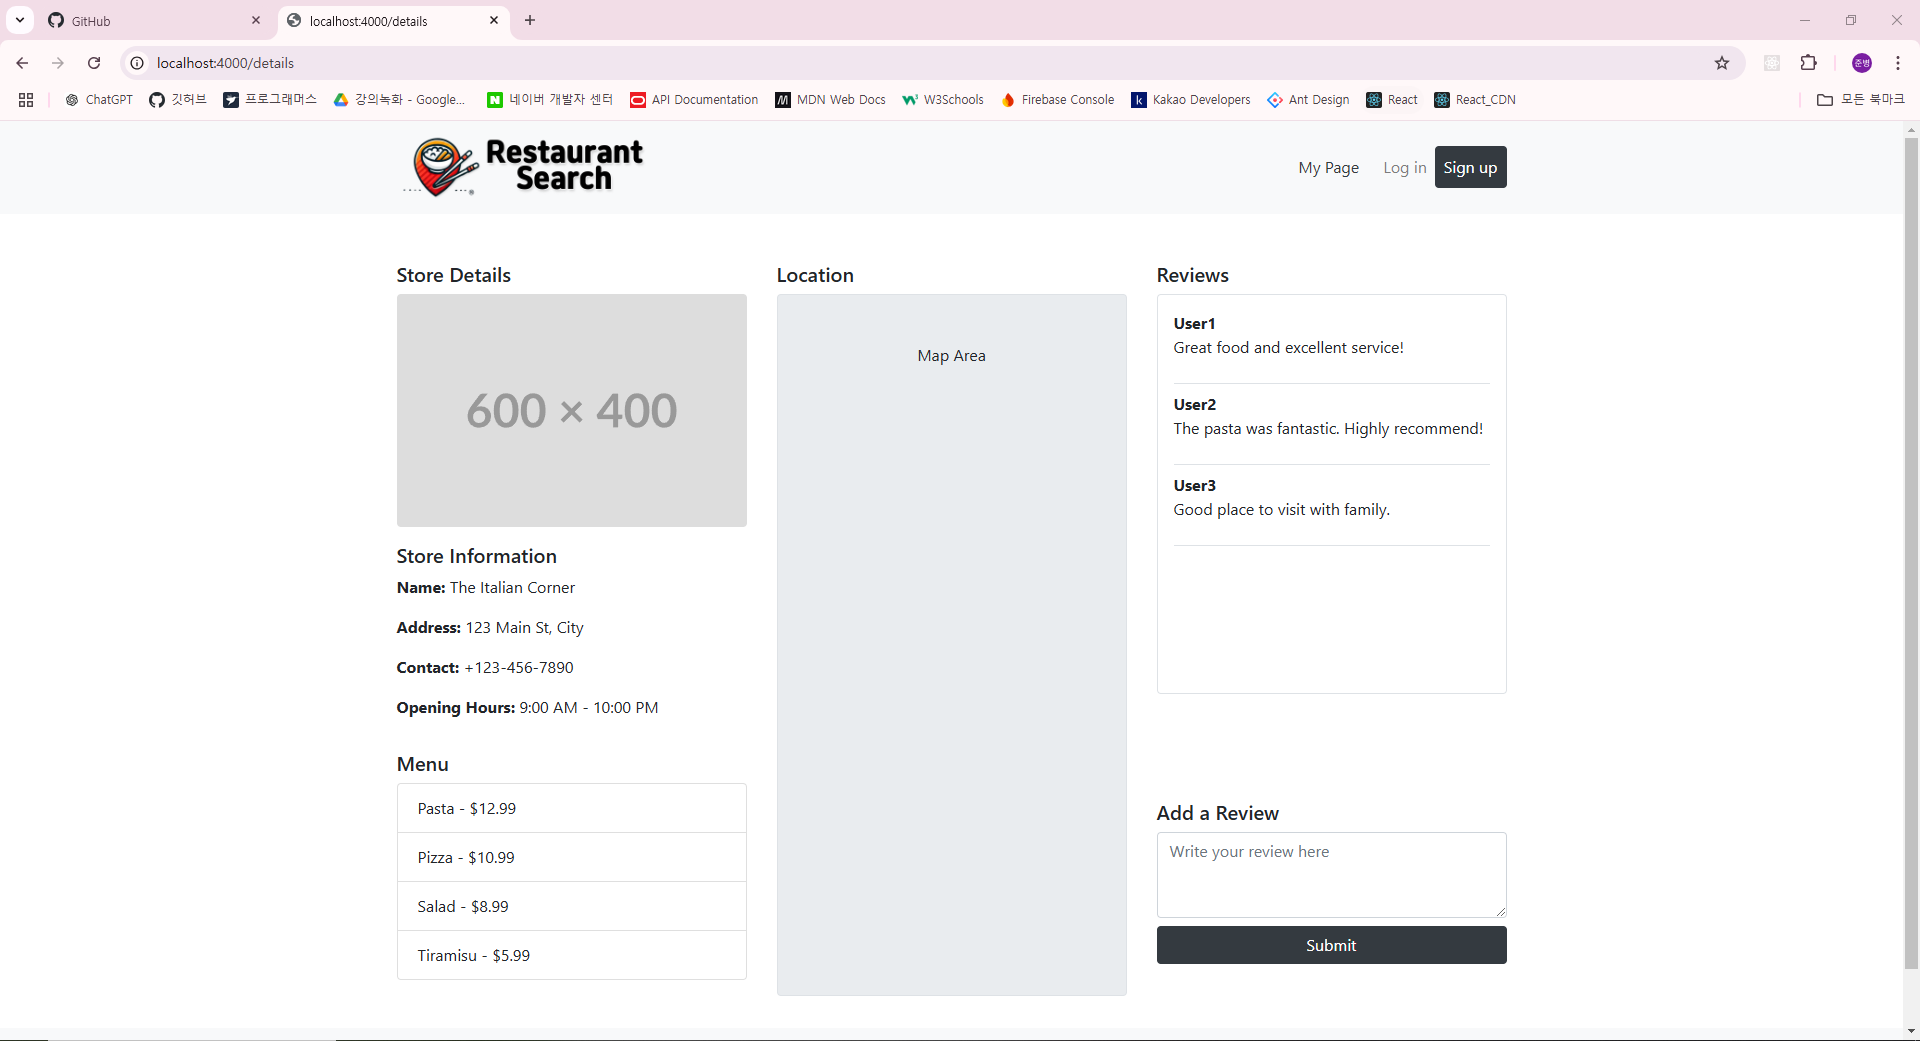 GitHub
localhost:4000/details
localhost:4000/details
준병
ChatGPT
깃허브
프로그래머스
강의녹화 - Google...
네이버 개발자 센터
API Documentation
MDN Web Docs
W3Schools
Firebase Console
Kakao Developers
Ant Design
React
React_CDN
모든 북마크
Restaurant
Search
My Page
Log in
Sign up
Store Details
600 × 400
Store Information
Name: The Italian Corner
Address: 123 Main St, City
Contact: +123-456-7890
Opening Hours: 9:00 AM - 10:00 PM
Menu
Pasta - $12.99
Pizza - $10.99
Salad - $8.99
Tiramisu - $5.99
Location
Map Area
Reviews
User1
Great food and excellent service!
User2
The pasta was fantastic. Highly recommend!
User3
Good place to visit with family.
Add a Review
Write your review here
Submit